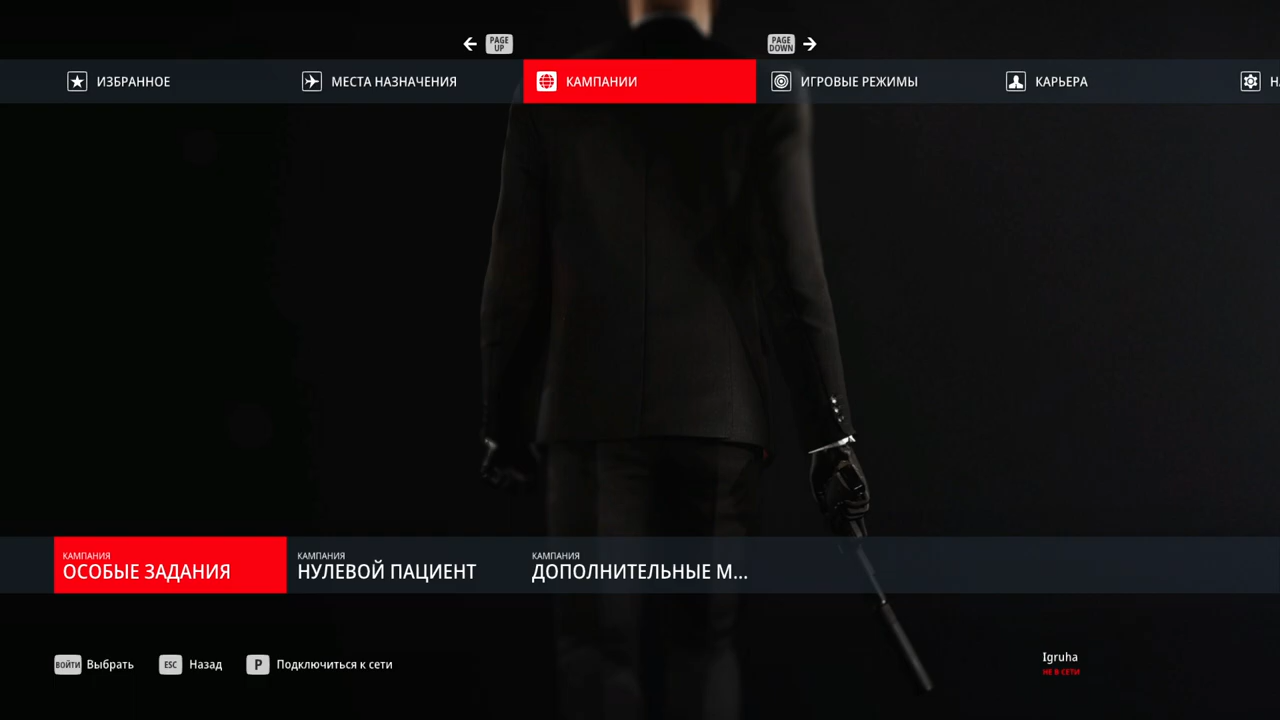 PAGE UP
PAGE DOWN
ИЗБРАННОЕ
МЕСТА НАЗНАЧЕНИЯ
КАМПАНИИ
ИГРОВЫЕ РЕЖИМЫ
КАРЬЕРА
Н
КАМПАНИЯ
ОСОБЫЕ ЗАДАНИЯ
КАМПАНИЯ
НУЛЕВОЙ ПАЦИЕНТ
КАМПАНИЯ
ДОПОЛНИТЕЛЬНЫЕ М...
ВОЙТИ Выбрать
ESC Назад
P Подключиться к сети
Igruha
НЕ В СЕТИ